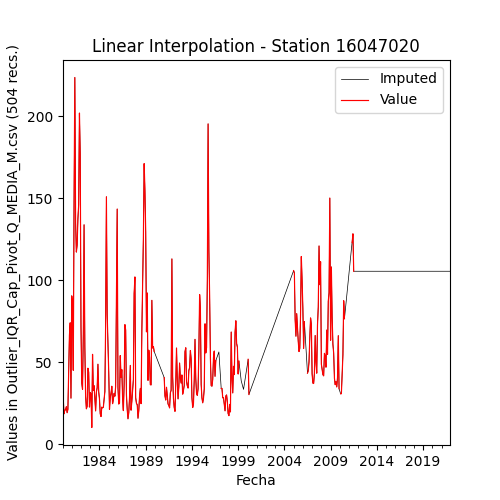 Linear Interpolation - Station 16047020
Values in Outlier_IQR_Cap_Pivot_Q_MEDIA_M.csv (504 recs.)
Imputed
Value
200
150
100
50
0
1984 1989 1994 1999 2004 2009 2014 2019
Fecha